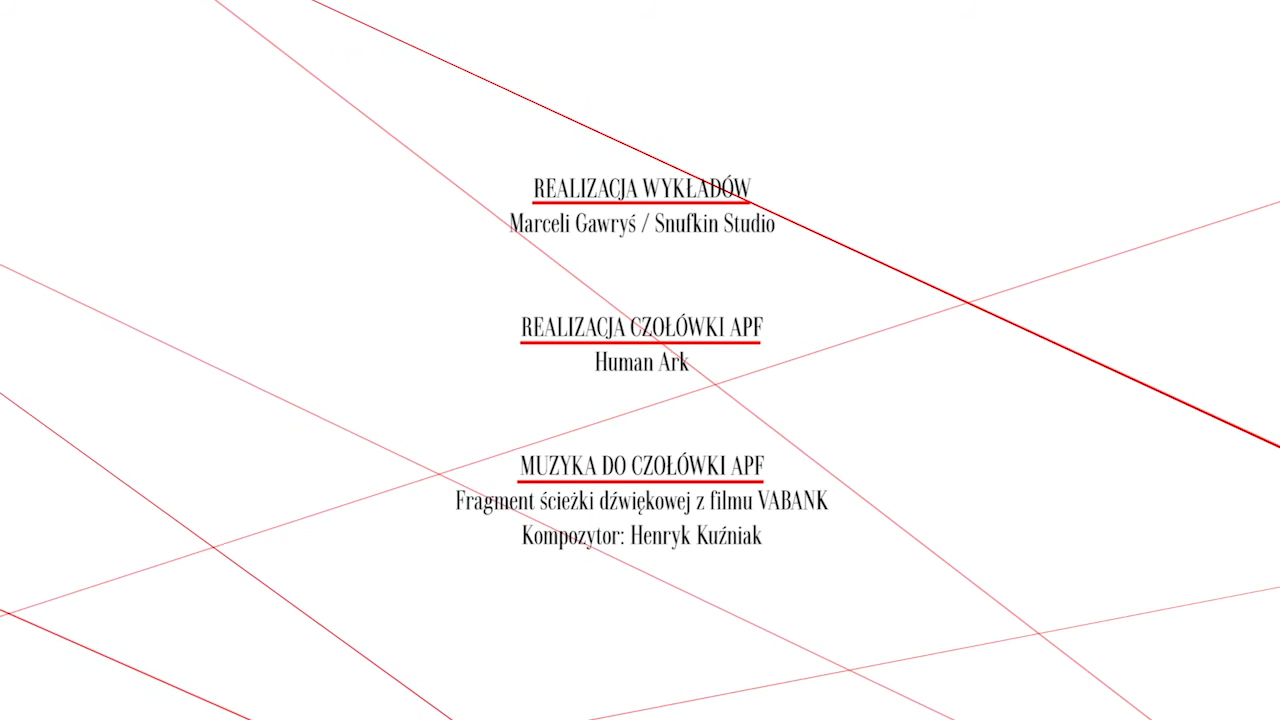 REALIZACJA WYKŁADÓW
Marceli Gawryś / Snufkin Studio
REALIZACJA CZOŁÓWKI APF
Human Ark
MUZYKA DO CZOŁÓWKI APF
Fragment ścieżki dźwiękowej z filmu VABANK
Kompozytor: Henryk Kuźniak